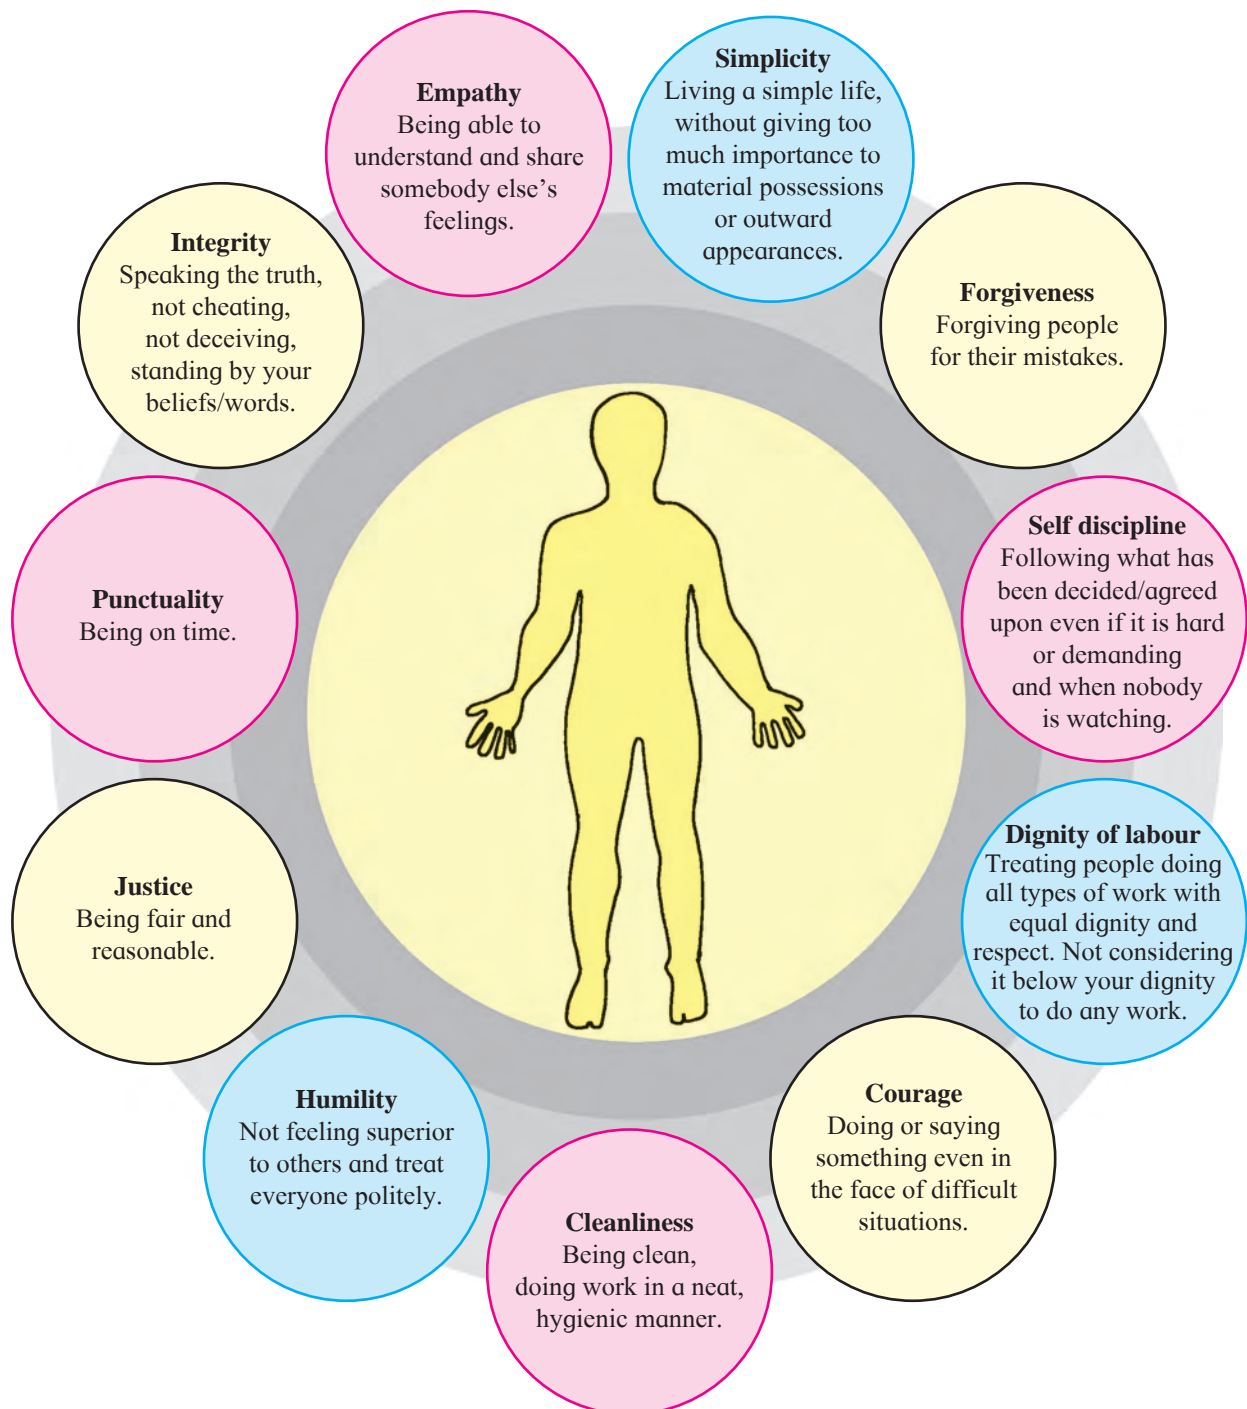 Empathy
Being able to
understand and share
somebody else's
feelings.
Simplicity
Living a simple life,
without giving too
much importance to
material possessions
or outward
appearances.
Integrity
Speaking the truth,
not cheating,
not deceiving,
standing by your
beliefs/words.
Forgiveness
Forgiving people
for their mistakes.
Punctuality
Being on time.
Self discipline
Following what has
been decided/agreed
upon even if it is hard
or demanding
and when nobody
is watching.
Justice
Being fair and
reasonable.
Dignity of labour
Treating people doing
all types of work with
equal dignity and
respect. Not considering
it below your dignity
to do any work.
Humility
Not feeling superior
to others and treat
everyone politely.
Courage
Doing or saying
something even in
the face of difficult
situations.
Cleanliness
Being clean,
doing work in a neat,
hygienic manner.